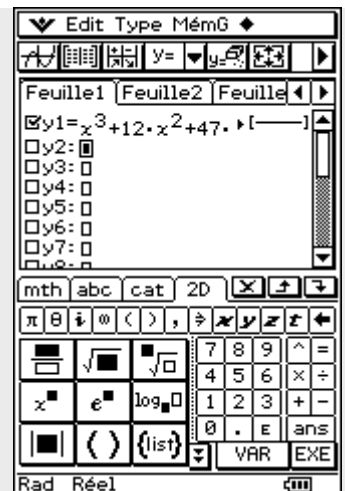 Edit Type MémG ◆
y= y=
Feuille1 Feuille2 Feuille
y1=x³+12·x²+47·
y2:
y3:
y4:
y5:
y6:
y7:
mth abc cat 2D
π θ i ∞ ( ) , ⇒ x y z t
7 8 9 ^ =
4 5 6 × ÷
x e log 1 2 3 + −
( ) {list} 0 . E ans
VAR EXE
Rad Réel